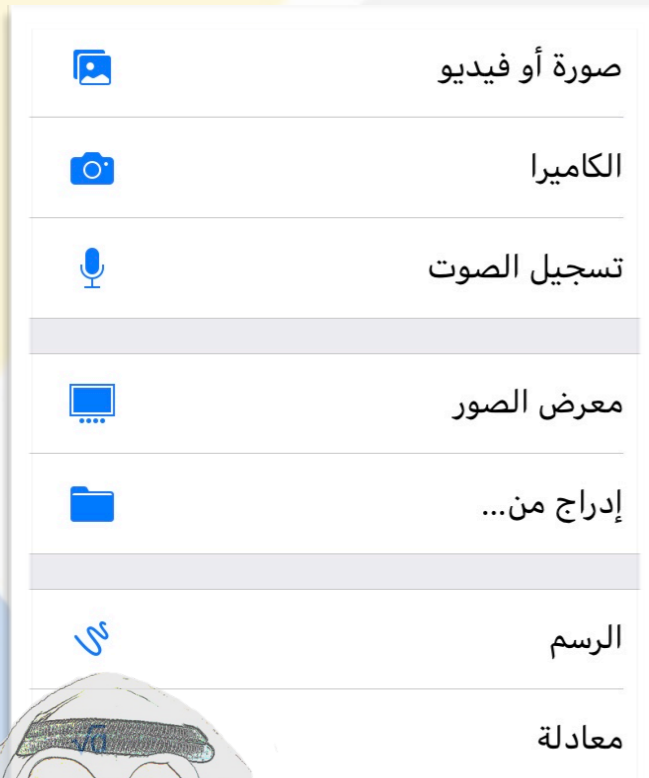 صورة أو فيديو
الكاميرا
تسجيل الصوت
معرض الصور
إدراج من...
الرسم
معادلة